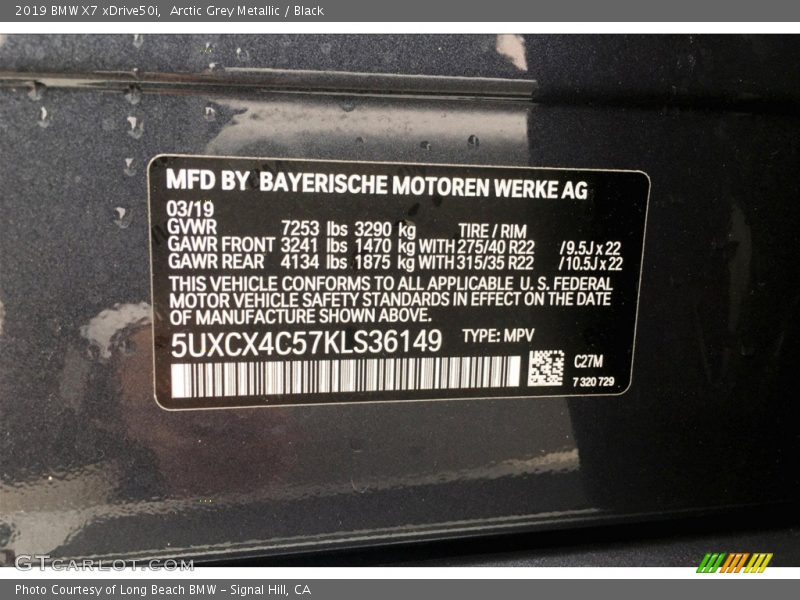 2019 BMW X7 xDrive50i, Arctic Grey Metallic / Black
MFD BY BAYERISCHE MOTOREN WERKE AG
03/19
GVWR 7253 lbs 3290 kg TIRE / RIM
GAWR FRONT 3241 lbs 1470 kg WITH 275/40 R22 /9.5J x 22
GAWR REAR 4134 lbs 1875 kg WITH 315/35 R22 /10.5J x 22
THIS VEHICLE CONFORMS TO ALL APPLICABLE U. S. FEDERAL
MOTOR VEHICLE SAFETY STANDARDS IN EFFECT ON THE DATE
OF MANUFACTURE SHOWN ABOVE.
5UXCX4C57KLS36149 TYPE: MPV
C27M
7 320 729
GTCARLOT.COM
Photo Courtesy of Long Beach BMW - Signal Hill, CA